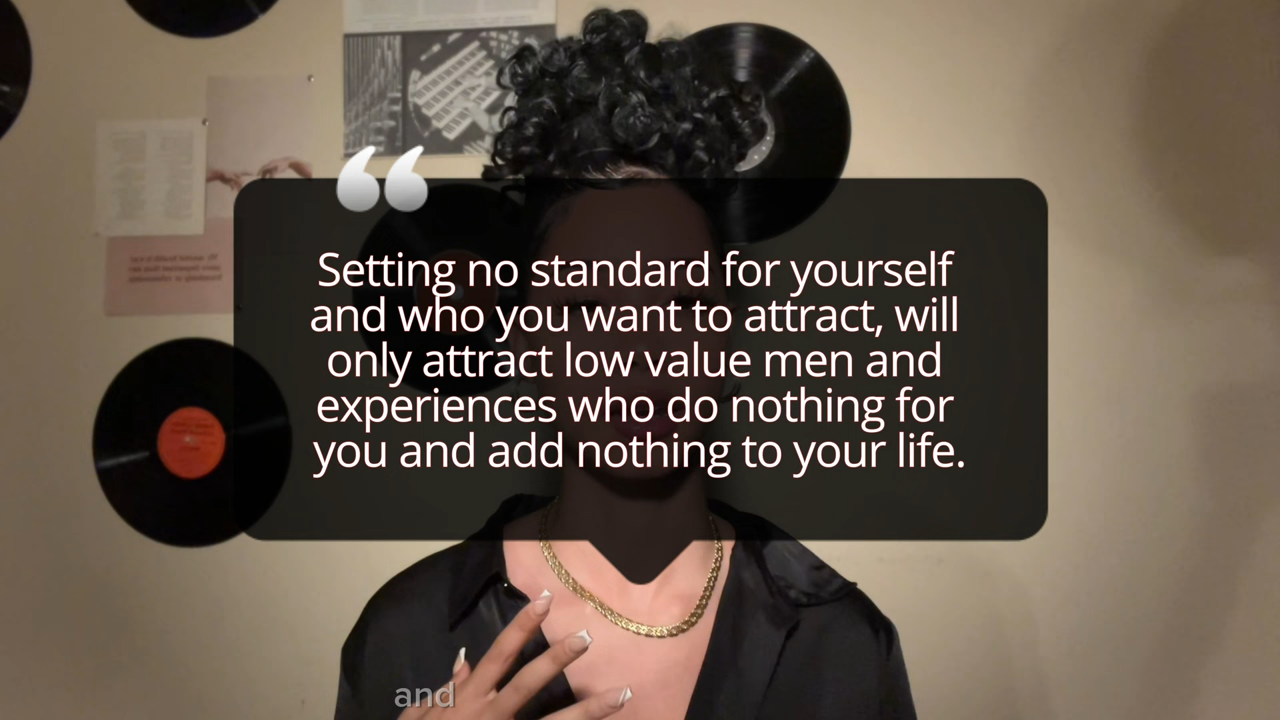 Setting no standard for yourself
and who you want to attract, will
only attract low value men and
experiences who do nothing for
you and add nothing to your life.
and